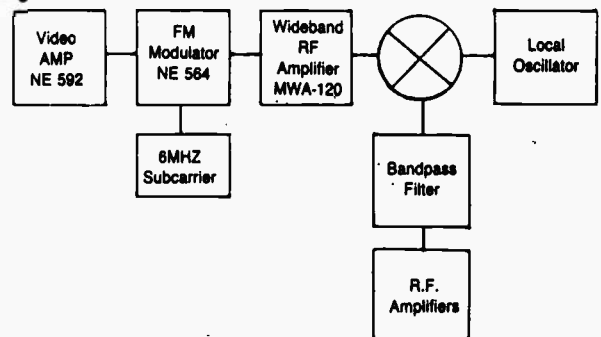 Video
AMP
NE 592
FM
Modulator
NE 564
Wideband
RF
Amplifier
MWA-120
Local
Oscillator
6MHZ
Subcarrier
Bandpass
Filter
R.F.
Amplifiers